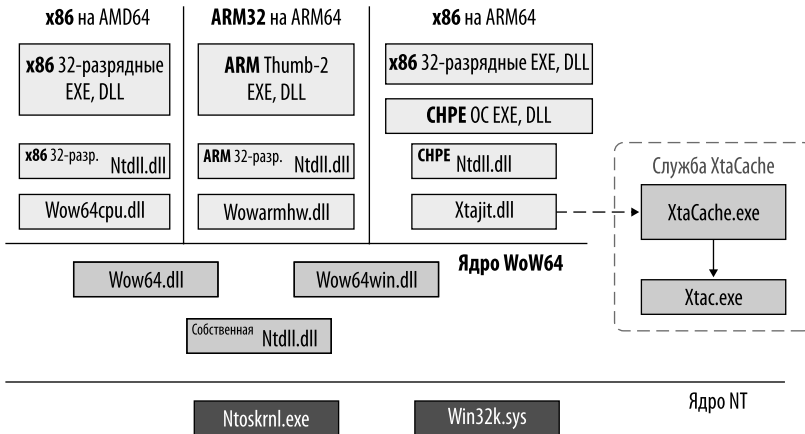 x86 на AMD64
x86 32-разрядные
EXE, DLL
x86 32-разр. Ntdll.dll
Wow64cpu.dll
ARM32 на ARM64
ARM Thumb-2
EXE, DLL
ARM 32-разр. Ntdll.dll
Wowarmhw.dll
x86 на ARM64
x86 32-разрядные EXE, DLL
CHPE ОС EXE, DLL
CHPE Ntdll.dll
Xtajit.dll
Служба XtaCache
XtaCache.exe
Xtac.exe
Ядро WoW64
Wow64.dll
Wow64win.dll
Собственная Ntdll.dll
Ядро NT
Ntoskrnl.exe
Win32k.sys